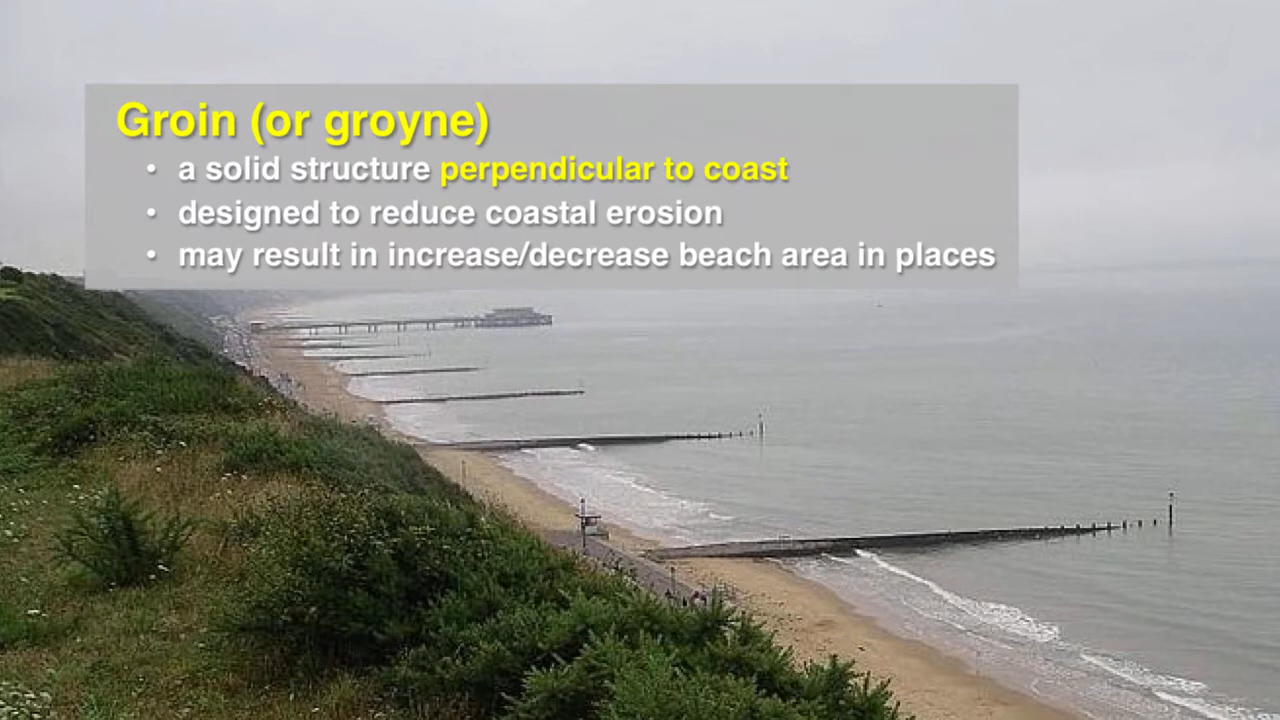 Groin (or groyne)
• a solid structure perpendicular to coast
• designed to reduce coastal erosion
• may result in increase/decrease beach area in places